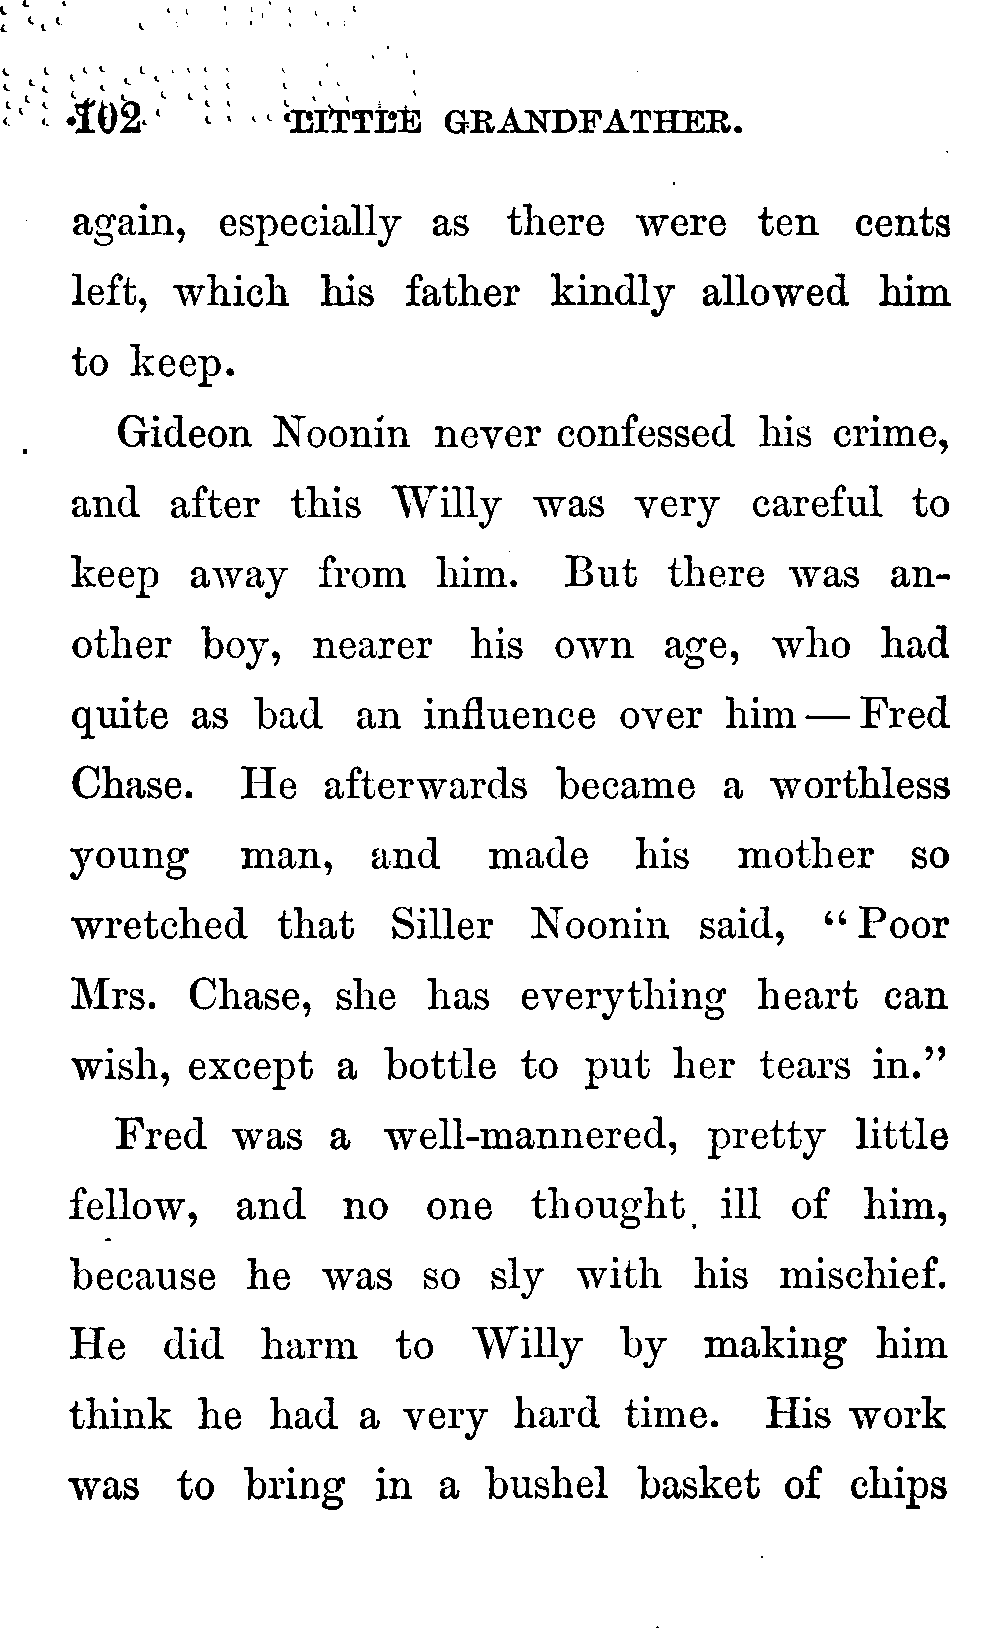 102 LITTLE GRANDFATHER.
again, especially as there were ten cents
left, which his father kindly allowed him
to keep.
Gideon Noonin never confessed his crime,
and after this Willy was very careful to
keep away from him. But there was an-
other boy, nearer his own age, who had
quite as bad an influence over him — Fred
Chase. He afterwards became a worthless
young man, and made his mother so
wretched that Siller Noonin said, “Poor
Mrs. Chase, she has everything heart can
wish, except a bottle to put her tears in.”
Fred was a well-mannered, pretty little
fellow, and no one thought ill of him,
because he was so sly with his mischief.
He did harm to Willy by making him
think he had a very hard time. His work
was to bring in a bushel basket of chips